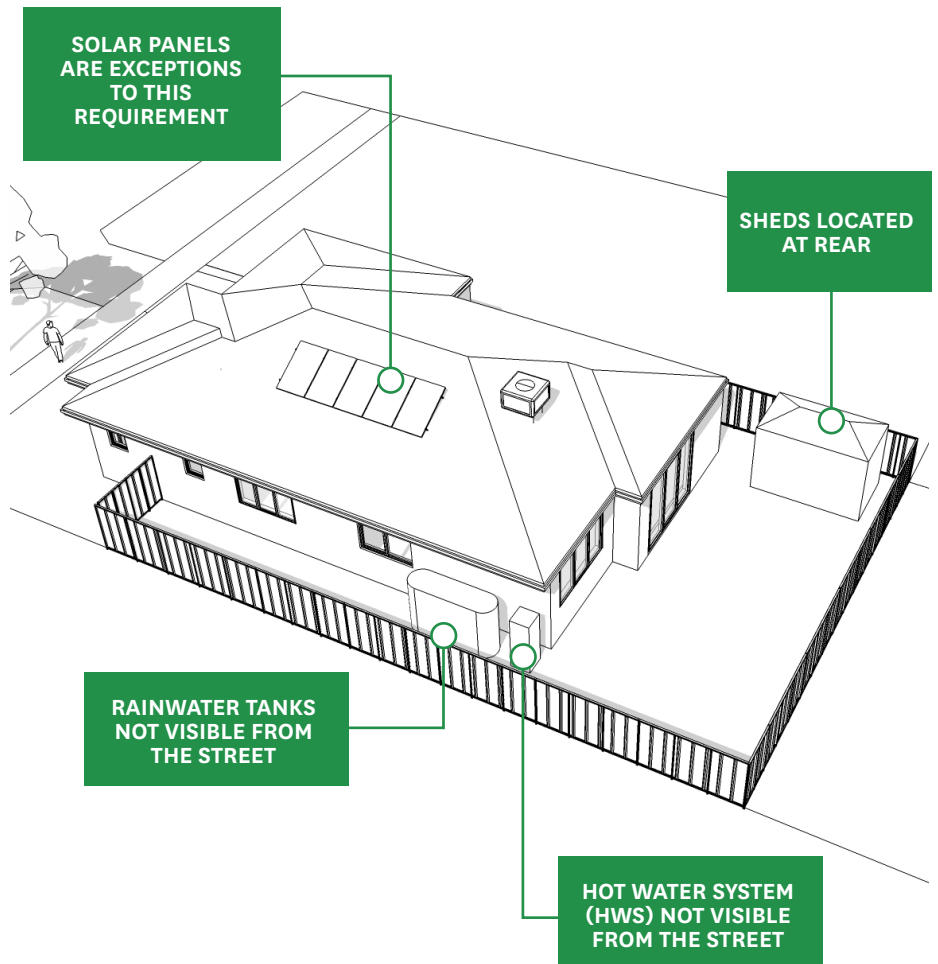 SOLAR PANELS
ARE EXCEPTIONS
TO THIS
REQUIREMENT
SHEDS LOCATED
AT REAR
RAINWATER TANKS
NOT VISIBLE FROM
THE STREET
HOT WATER SYSTEM
(HWS) NOT VISIBLE
FROM THE STREET